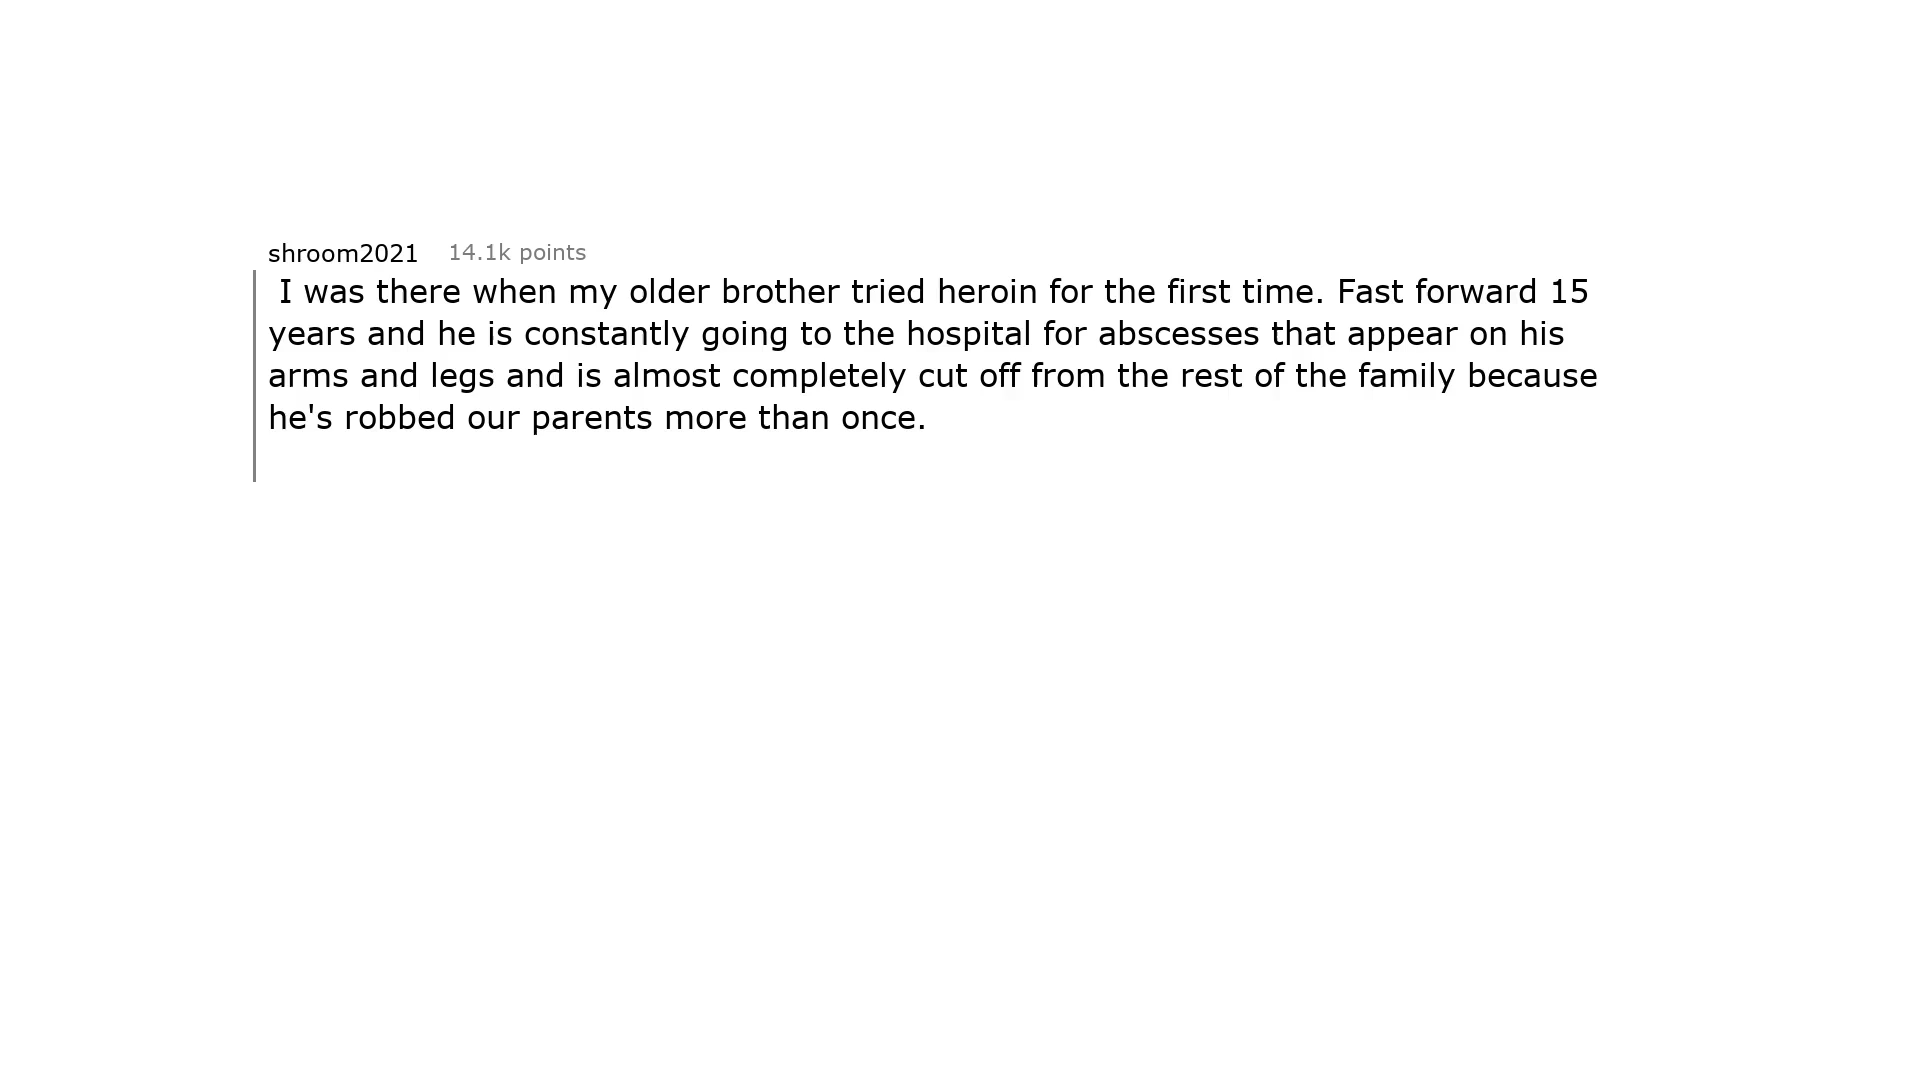 shroom2021 14.1k points
I was there when my older brother tried heroin for the first time. Fast forward 15
years and he is constantly going to the hospital for abscesses that appear on his
arms and legs and is almost completely cut off from the rest of the family because
he's robbed our parents more than once.